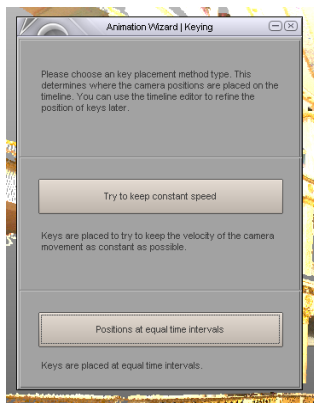 Animation Wizard | Keying
Please choose an key placement method type. This
determines where the camera positions are placed on the
timeline. You can use the timeline editor to refine the
position of keys later.
Try to keep constant speed
Keys are placed to try to keep the velocity of the camera
movement as constant as possible.
Positions at equal time intervals
Keys are placed at equal time intervals.